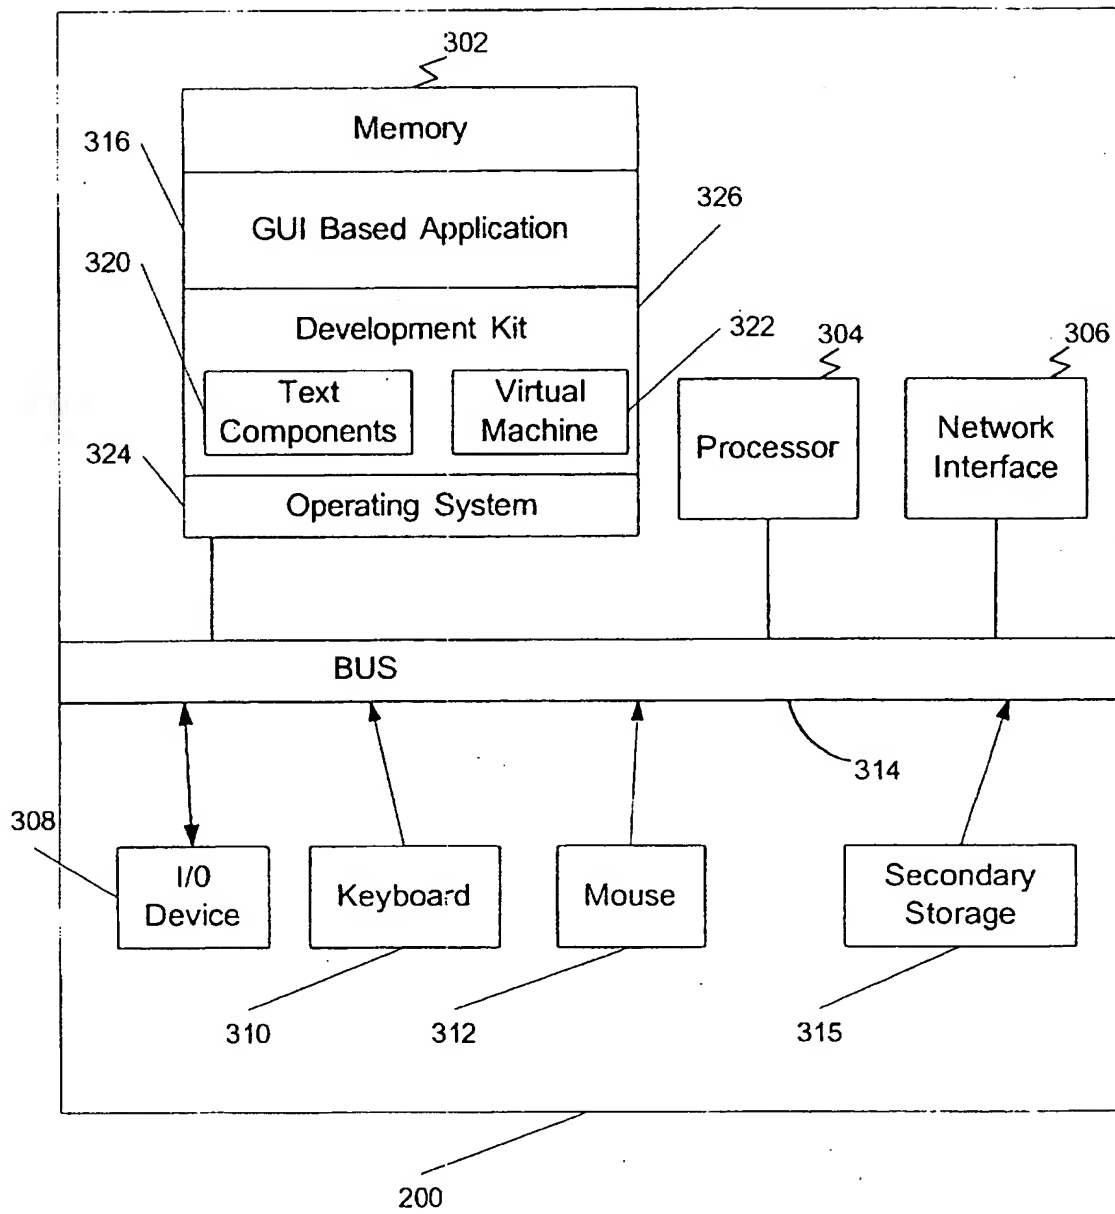 302
Memory
316
GUI Based Application
326
320
Development Kit
322
304
306
Text
Components
Virtual
Machine
Processor
Network
Interface
324
Operating System
BUS
314
308
I/0
Device
Keyboard
Mouse
Secondary
Storage
310
312
315
200